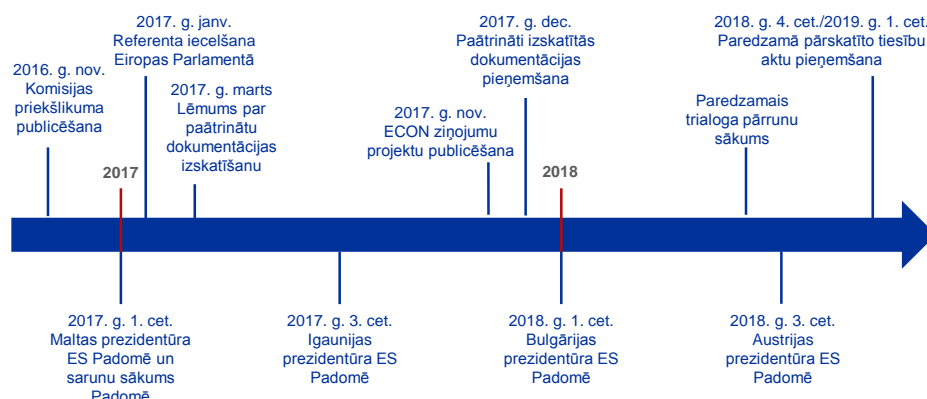 2016. g. nov.
Komisijas
priekšlikuma
publicēšana
2017. g. janv.
Referenta iecelšana
Eiropas Parlamentā
2017. g. marts
Lēmums par
paātrinātu
dokumentācijas
izskatīšanu
2017. g. nov.
ECON ziņojumu
projektu publicēšana
2017. g. dec.
Paātrināti izskatītās
dokumentācijas
pieņemšana
Paredzamais
trialoga pārrunu
sākums
2018. g. 4. cet./2019. g. 1. cet.
Paredzamā pārskatīto tiesību
aktu pieņemšana
2017
2018
2017. g. 1. cet.
Maltas prezidentūra
ES Padomē un
sarunu sākums
Padomē
2017. g. 3. cet.
Igaunijas
prezidentūra ES
Padomē
2018. g. 1. cet.
Bulgārijas
prezidentūra ES
Padomē
2018. g. 3. cet.
Austrijas
prezidentūra ES
Padomē